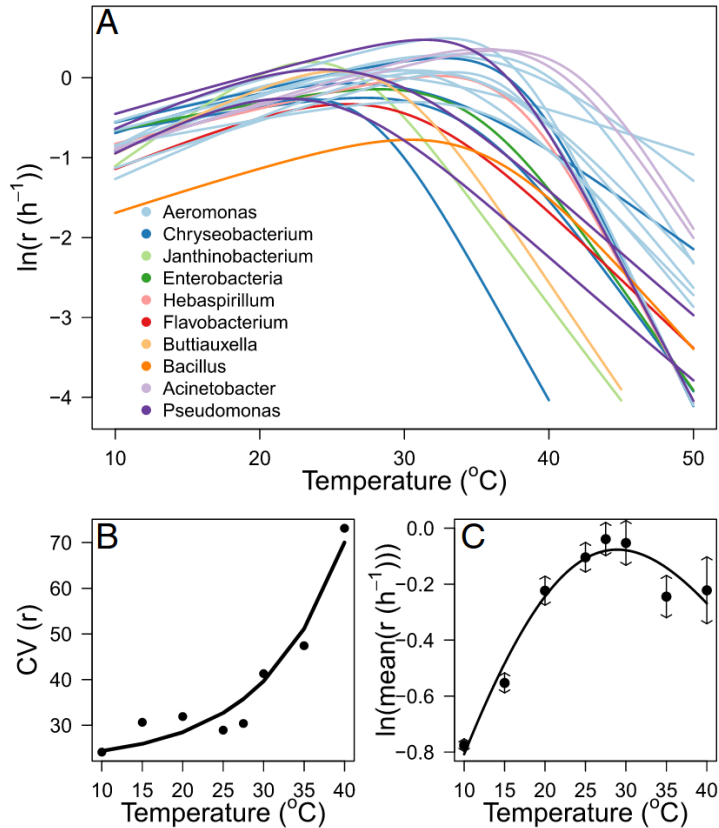 A
ln(r (h⁻¹))
0
−1
−2
−3
−4
Aeromonas
Chryseobacterium
Janthinobacterium
Enterobacteria
Hebaspirillum
Flavobacterium
Buttiauxella
Bacillus
Acinetobacter
Pseudomonas
10 20 30 40 50
Temperature (°C)
B
CV (r)
70
60
50
40
30
10 15 20 25 30 35 40
Temperature (°C)
C
ln(mean(r (h⁻¹)))
0.0
−0.2
−0.4
−0.6
−0.8
10 15 20 25 30 35 40
Temperature (°C)